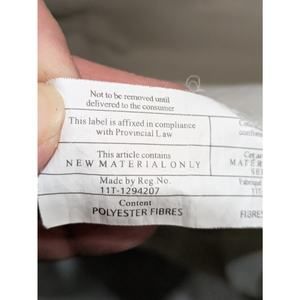 Not to be removed until
delivered to the consumer
This label is affixed in compliance
with Provincial Law
This article contains
NEW MATERIAL ONLY
Made by Reg No.
11T-1294207
Content
POLYESTER FIBRES